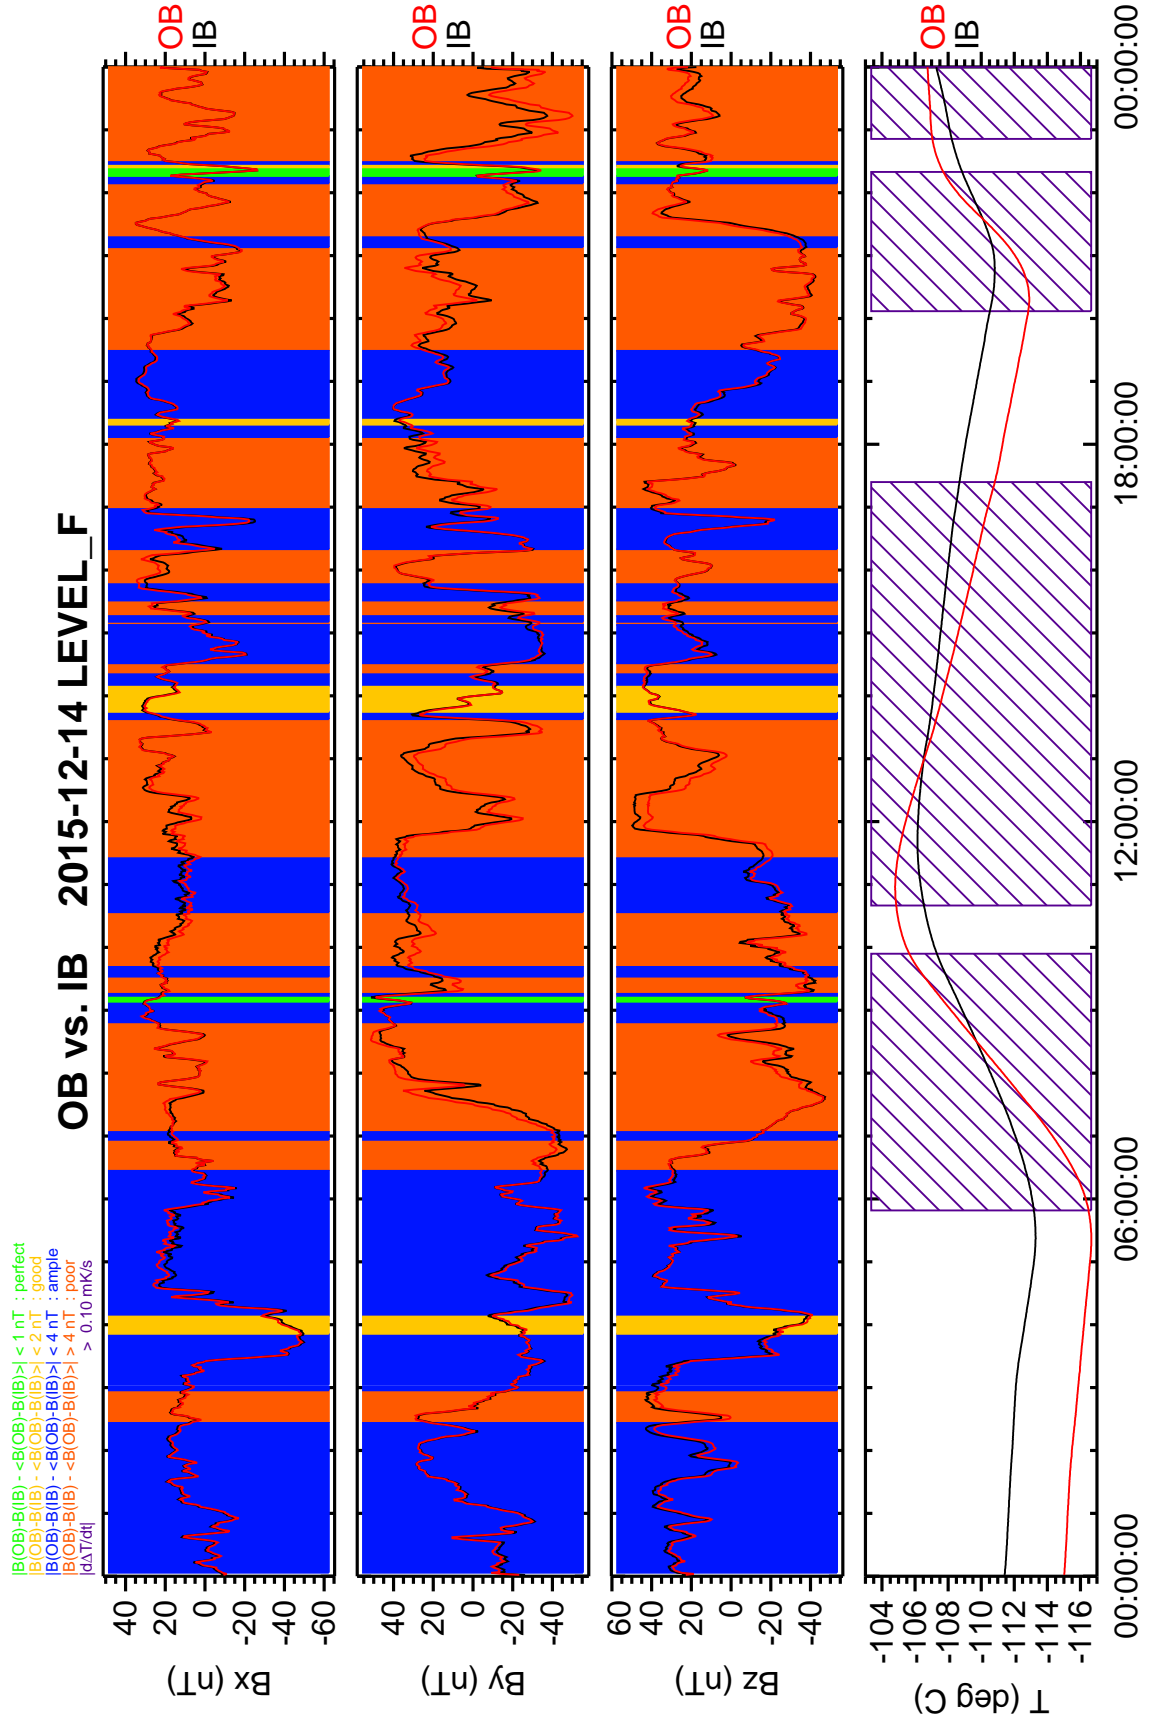 |B(OB)-B(IB) - <B(OB)-B(IB)>| < 1 nT : perfect
|B(OB)-B(IB) - <B(OB)-B(IB)>| < 2 nT : good
|B(OB)-B(IB) - <B(OB)-B(IB)>| < 4 nT : ample
|B(OB)-B(IB) - <B(OB)-B(IB)>| > 4 nT : poor
|dΔT/dt| > 0.10 mK/s
OB vs. IB 2015-12-14 LEVEL_F
Bx (nT)
40
20
0
-20
-40
-60
OB
IB
By (nT)
40
20
0
-20
-40
OB
IB
Bz (nT)
60
40
20
0
-20
-40
OB
IB
T (deg C)
-104
-106
-108
-110
-112
-114
-116
OB
IB
00:00:00 06:00:00 12:00:00 18:00:00 00:00:00